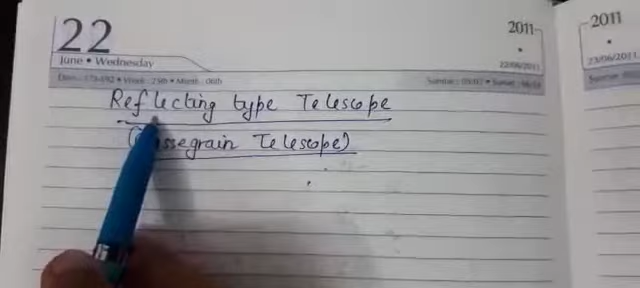 22
June • Wednesday
2011
22/06/2011
Reflecting type Telescope
Telescope)
2011
23/06/2011